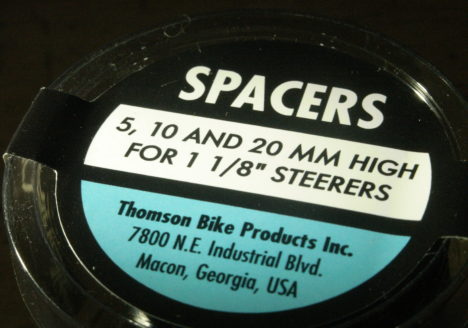 SPACERS
5, 10 AND 20 MM HIGH
FOR 1 1/8" STEERERS
Thomson Bike Products Inc.
7800 N.E. Industrial Blvd.
Macon, Georgia, USA